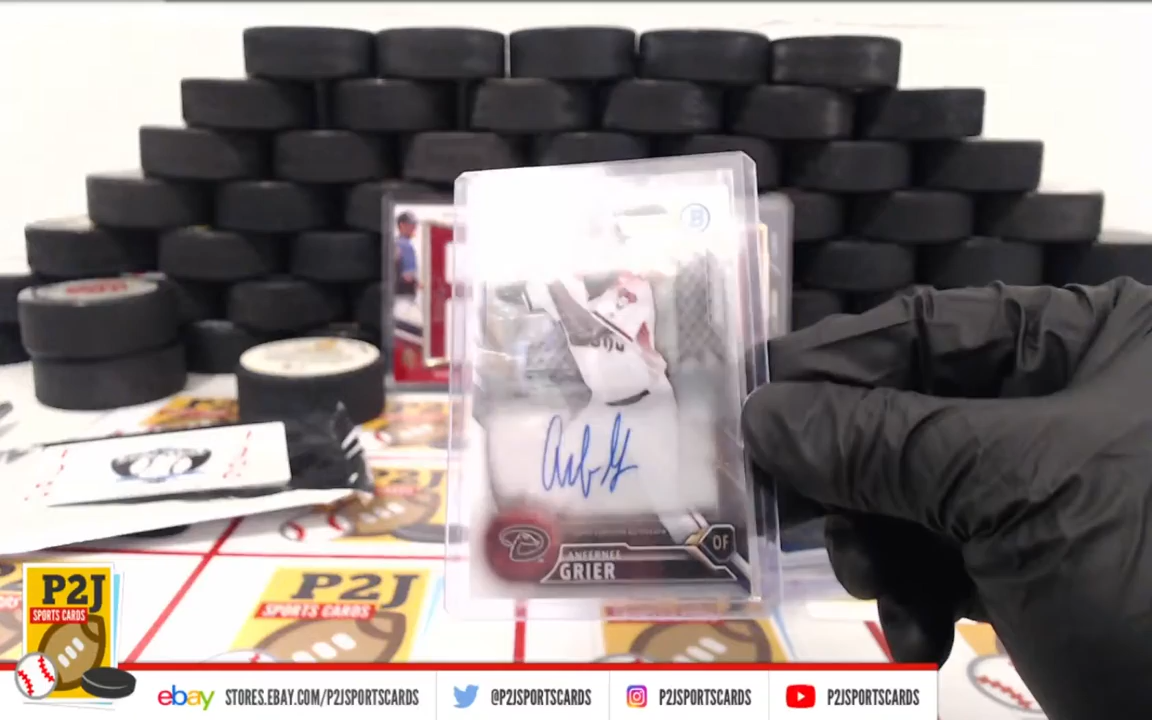 B
OF
ANFERNEE
GRIER
P2J
SPORTS CARDS
P2J
SPORTS CARDS
ebay STORES.EBAY.COM/P2JSPORTSCARDS
@P2JSPORTSCARDS
P2JSPORTSCARDS
P2JSPORTSCARDS